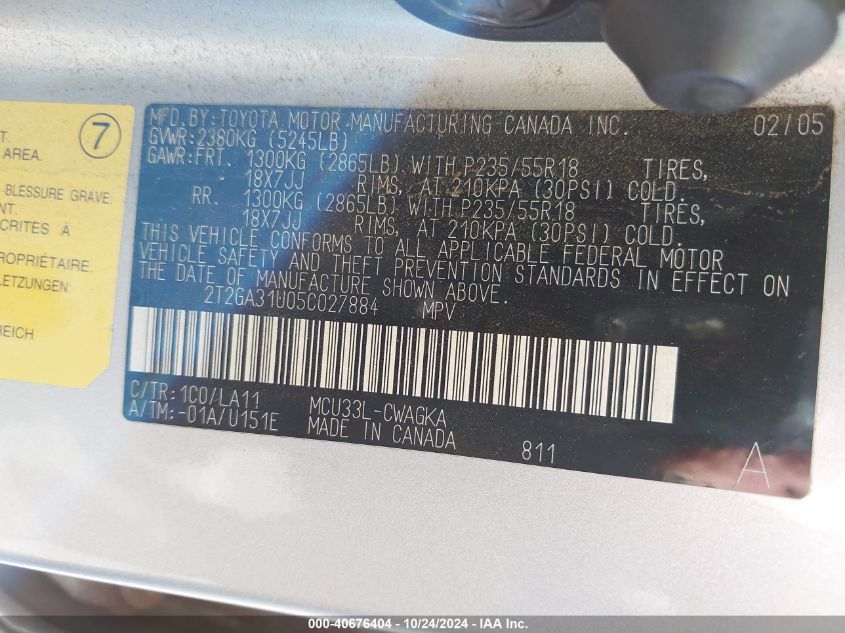 7
T.
AREA.
BLESSURE GRAVE
NT.
CRITES À
PROPRIÉTAIRE.
LETZUNGEN:
REICH
MFD. BY: TOYOTA MOTOR MANUFACTURING CANADA INC. 02/05
GVWR: 2380KG (5245LB)
GAWR: FRT. 1300KG (2865LB) WITH P235/55R18 TIRES,
18X7JJ RIMS, AT 210KPA (30PSI) COLD.
RR. 1300KG (2865LB) WITH P235/55R18 TIRES,
18X7JJ RIMS, AT 210KPA (30PSI) COLD.
THIS VEHICLE CONFORMS TO ALL APPLICABLE FEDERAL MOTOR
VEHICLE SAFETY AND THEFT PREVENTION STANDARDS IN EFFECT ON
THE DATE OF MANUFACTURE SHOWN ABOVE.
2T2GA31U05C027884 MPV
C/TR: 1C0/LA11 MCU33L-CWAGKA
A/TM: -01A/U151E MADE IN CANADA 811 A
000-40676404 - 10/24/2024 - IAA Inc.